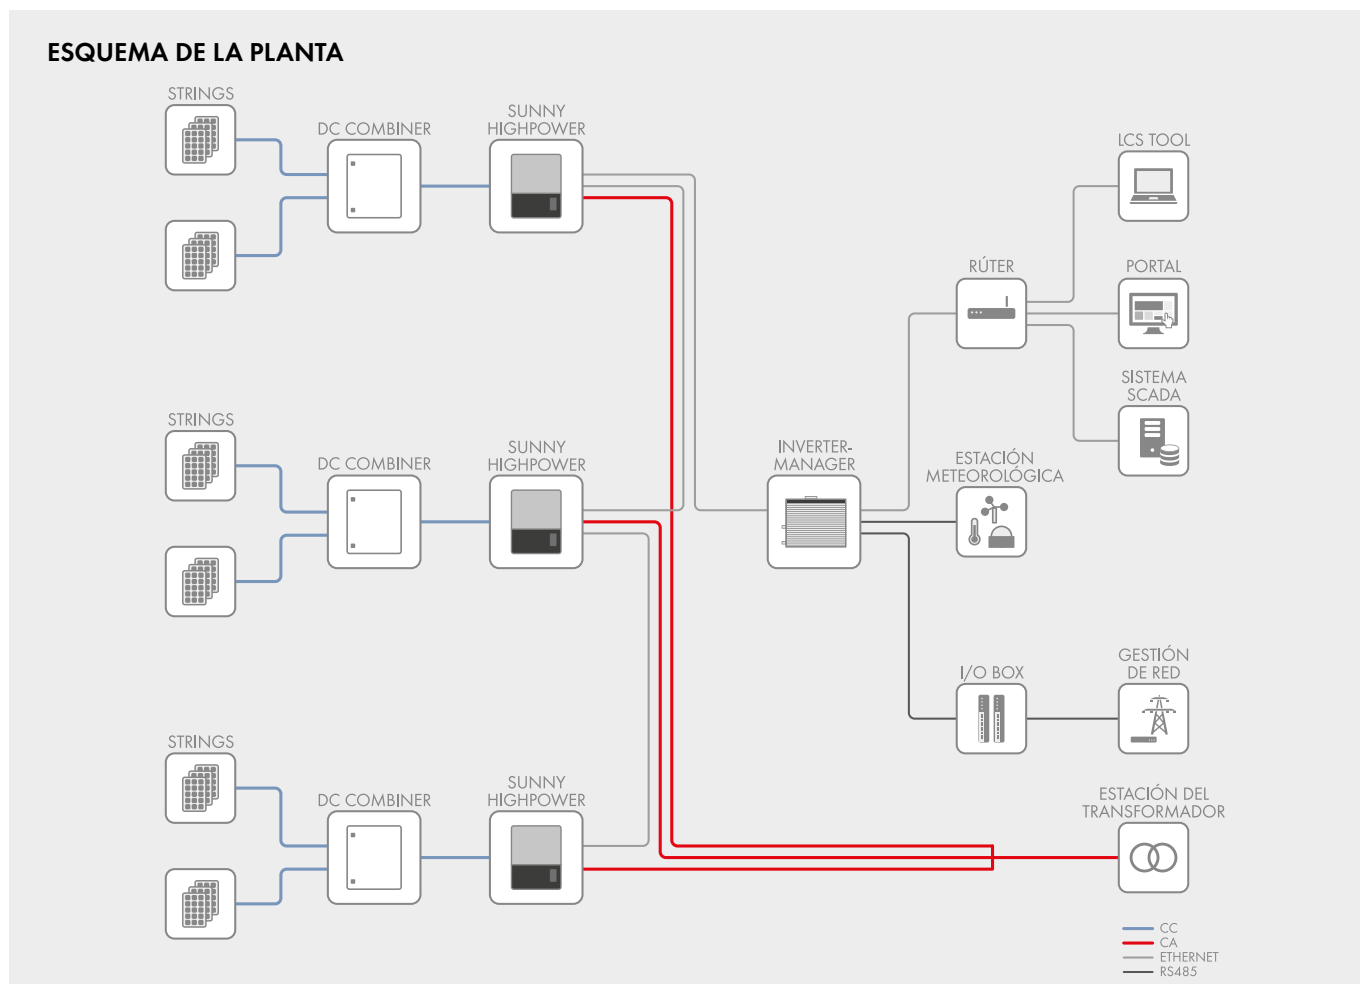 ESQUEMA DE LA PLANTA
STRINGS
DC COMBINER
SUNNY
HIGHPOWER
LCS TOOL
RÚTER
PORTAL
SISTEMA
SCADA
STRINGS
DC COMBINER
SUNNY
HIGHPOWER
INVERTER-
MANAGER
ESTACIÓN
METEOROLÓGICA
I/O BOX
GESTIÓN
DE RED
STRINGS
DC COMBINER
SUNNY
HIGHPOWER
ESTACIÓN DEL
TRANSFORMADOR
CC
CA
ETHERNET
RS485